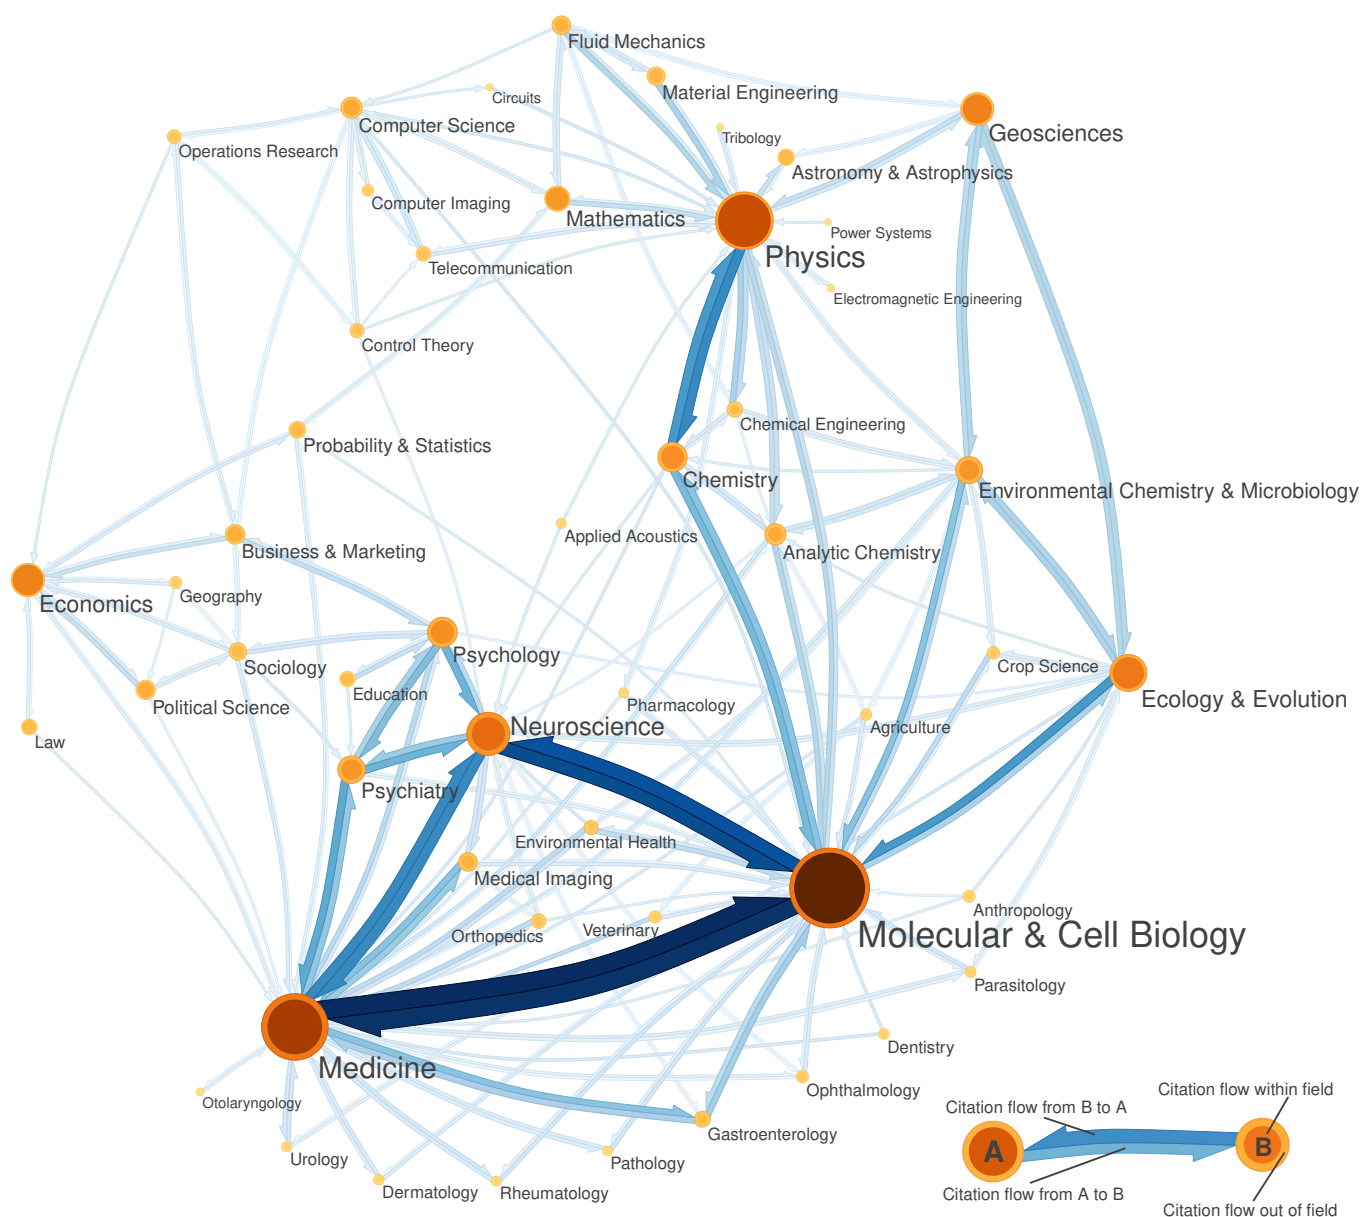 Fluid Mechanics
Material Engineering
Circuits
Computer Science
Geosciences
Tribology
Operations Research
Astronomy & Astrophysics
Computer Imaging
Mathematics
Power Systems
Physics
Telecommunication
Electromagnetic Engineering
Control Theory
Chemical Engineering
Probability & Statistics
Chemistry
Environmental Chemistry & Microbiology
Applied Acoustics
Business & Marketing
Analytic Chemistry
Geography
Economics
Psychology
Sociology
Crop Science
Education
Ecology & Evolution
Political Science
Pharmacology
Neuroscience
Agriculture
Law
Psychiatry
Environmental Health
Medical Imaging
Anthropology
Orthopedics
Veterinary
Molecular & Cell Biology
Parasitology
Dentistry
Medicine
Ophthalmology
Otolaryngology
Gastroenterology
Urology
Pathology
Dermatology
Rheumatology
Citation flow within field
Citation flow from B to A
A
B
Citation flow from A to B
Citation flow out of field